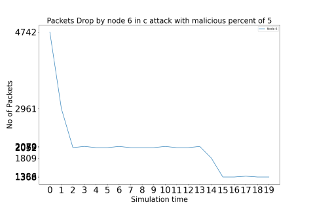 Packets Drop by node 6 in c attack with malicious percent of 5
4742
2961
1809
No of Packets
0 1 2 3 4 5 6 7 8 9 10 11 12 13 14 15 16 17 18 19
Simulation time